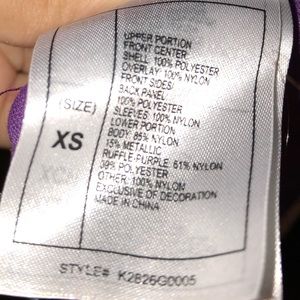 (SIZE)
XS
UPPER PORTION
FRONT CENTER
SHELL: 100% POLYESTER
OVERLAY: 100% NYLON
FRONT SIDES/
BACK PANEL
100% POLYESTER
SLEEVES: 100% NYLON
LOWER PORTION
BODY: 85% NYLON
15% METALLIC
RUFFLE-PURPLE: 61% NYLON
39% POLYESTER
OTHER: 100% NYLON
EXCLUSIVE OF DECORATION
MADE IN CHINA
STYLE# K2826G0005